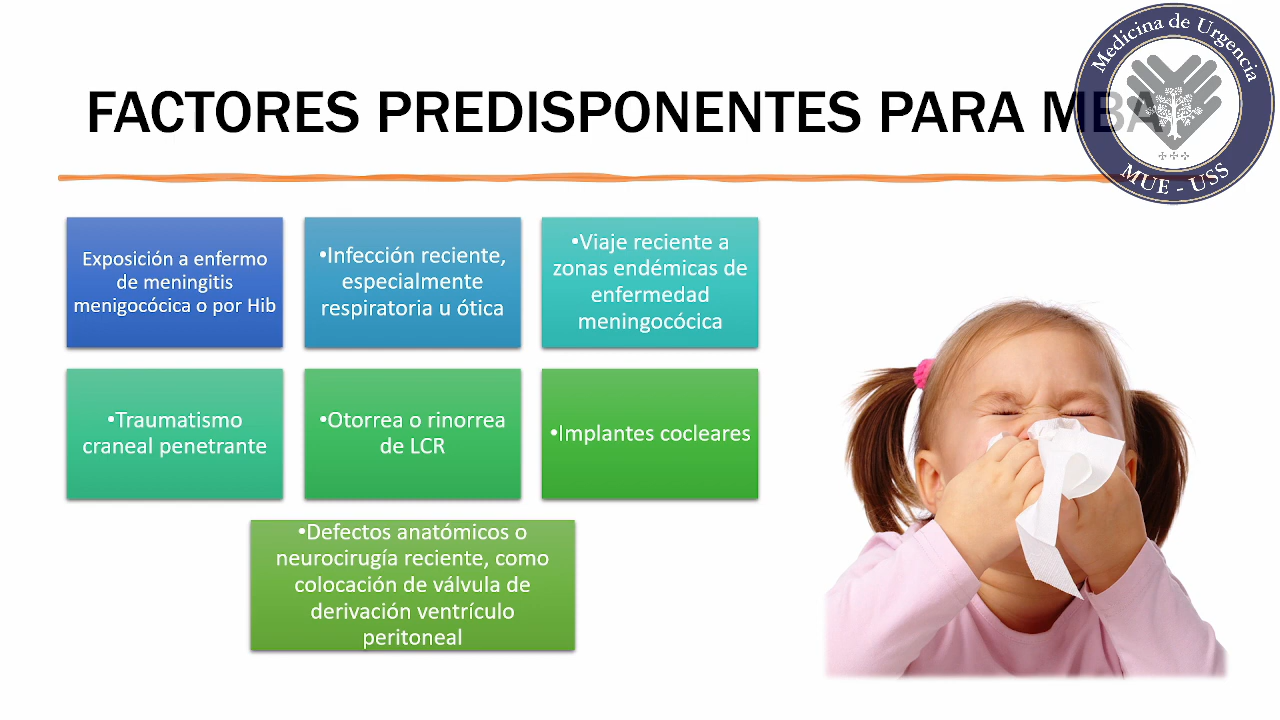 Medicina de Urgencia
FACTORES PREDISPONENTES PARA MBA
MUE - USS
Exposición a enfermo
de meningitis
menigocócica o por Hib
•Infección reciente,
especialmente
respiratoria u ótica
•Viaje reciente a
zonas endémicas de
enfermedad
meningocócica
•Traumatismo
craneal penetrante
•Otorrea o rinorrea
de LCR
•Implantes cocleares
•Defectos anatómicos o
neurocirugía reciente, como
colocación de válvula de
derivación ventrículo
peritoneal